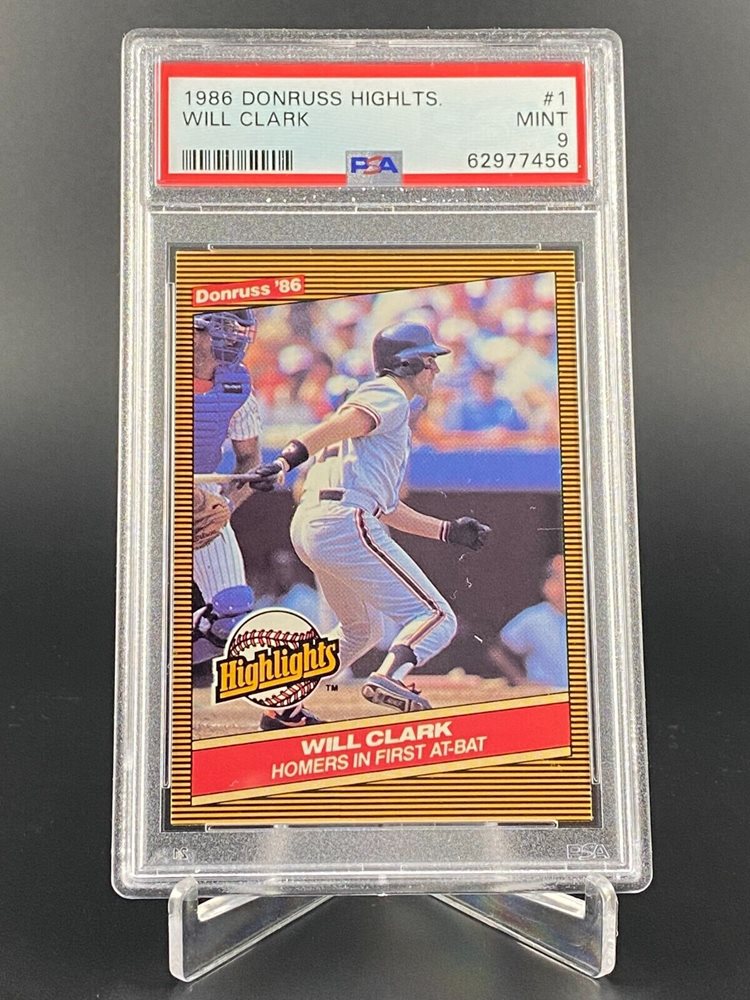 1986 DONRUSS HIGHLTS. #1
WILL CLARK MINT
9
PSA 62977456
Donruss '86
Highlights TM
WILL CLARK
HOMERS IN FIRST AT-BAT
PSA